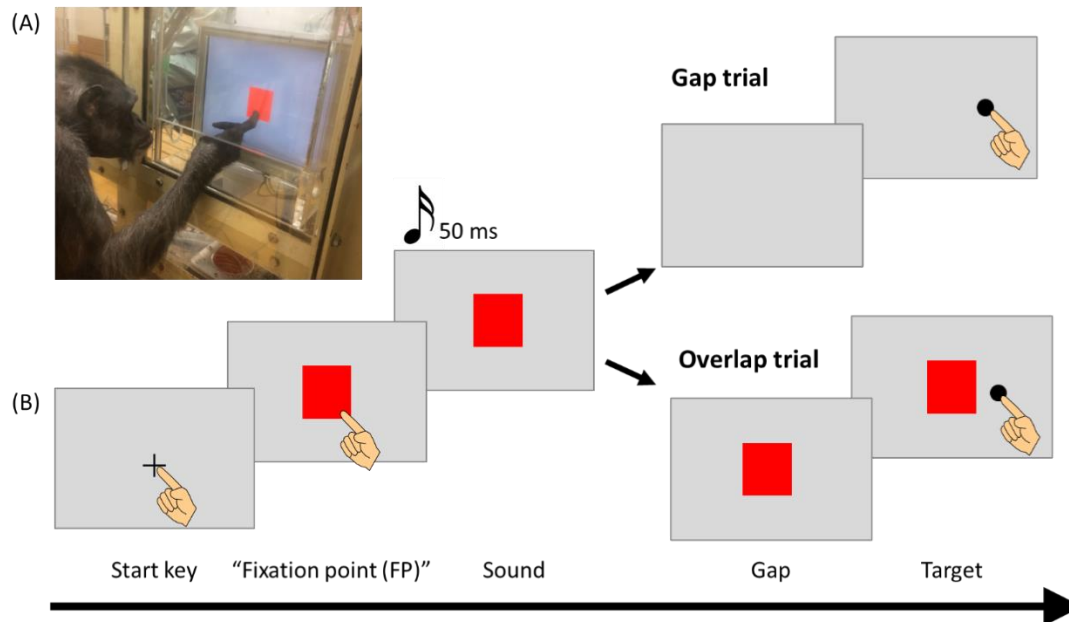 (A)
Gap trial
50 ms
Overlap trial
(B)
Start key
“Fixation point (FP)”
Sound
Gap
Target